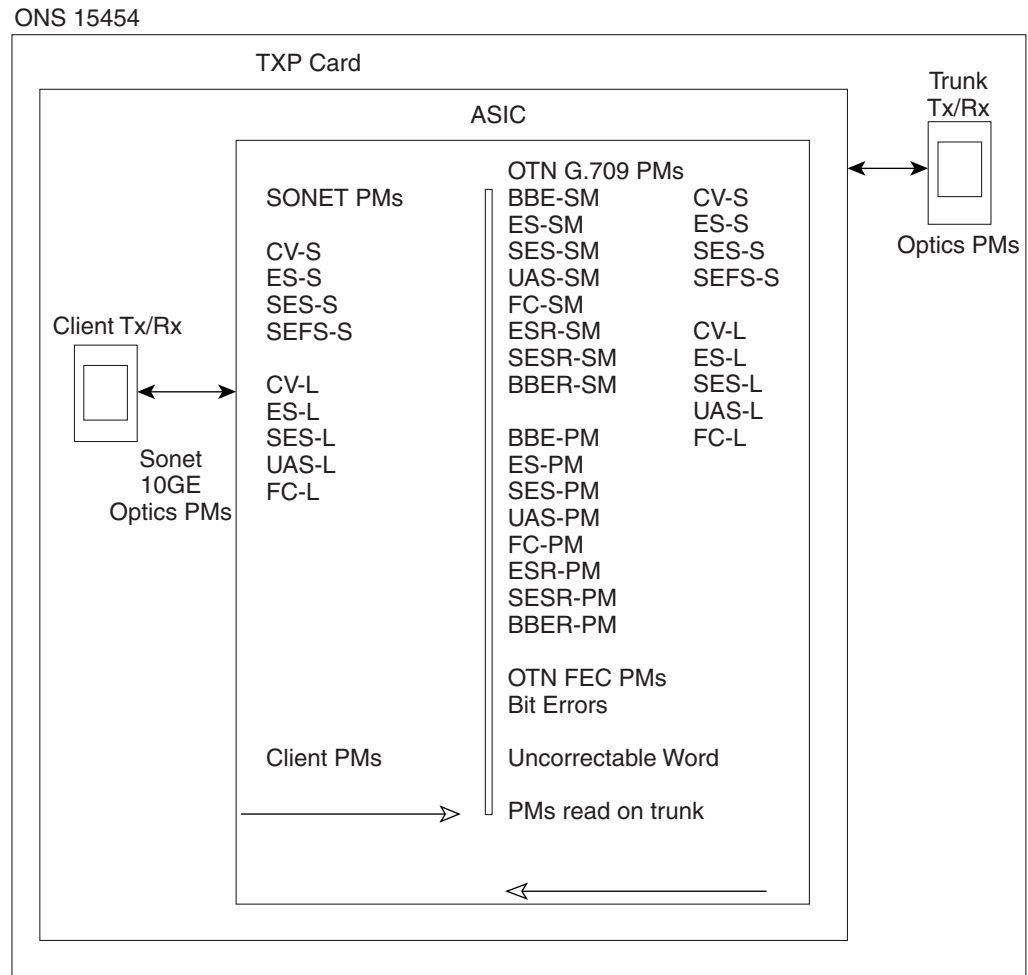 ONS 15454
TXP Card
Trunk
Tx/Rx
Optics PMs
ASIC
Client Tx/Rx
Sonet
10GE
Optics PMs
SONET PMs
CV-S
ES-S
SES-S
SEFS-S
CV-L
ES-L
SES-L
UAS-L
FC-L
Client PMs
OTN G.709 PMs
BBE-SM
ES-SM
SES-SM
UAS-SM
FC-SM
ESR-SM
SESR-SM
BBER-SM
BBE-PM
ES-PM
SES-PM
UAS-PM
FC-PM
ESR-PM
SESR-PM
BBER-PM
OTN FEC PMs
Bit Errors
Uncorrectable Word
PMs read on trunk
CV-S
ES-S
SES-S
SEFS-S
CV-L
ES-L
SES-L
UAS-L
FC-L